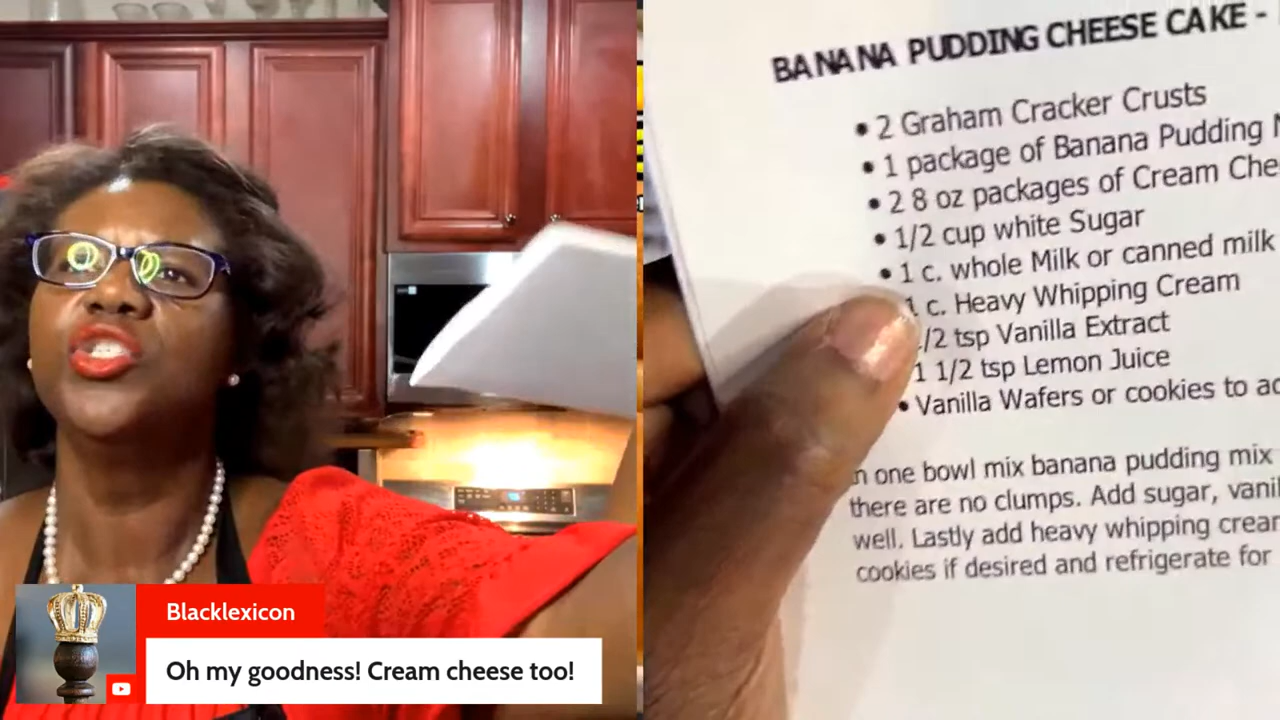 BANANA PUDDING CHEESE CAKE -
• 2 Graham Cracker Crusts
• 1 package of Banana Pudding
• 2 8 oz packages of Cream
• 1/2 cup white Sugar
• 1 c. whole Milk or canned milk
1 c. Heavy Whipping Cream
/2 tsp Vanilla Extract
1 1/2 tsp Lemon Juice
• Vanilla Wafers or cookies to
n one bowl mix banana pudding mix
there are no clumps. Add sugar,
well. Lastly add heavy whipping
cookies if desired and refrigerate for
Blacklexicon
Oh my goodness! Cream cheese too!